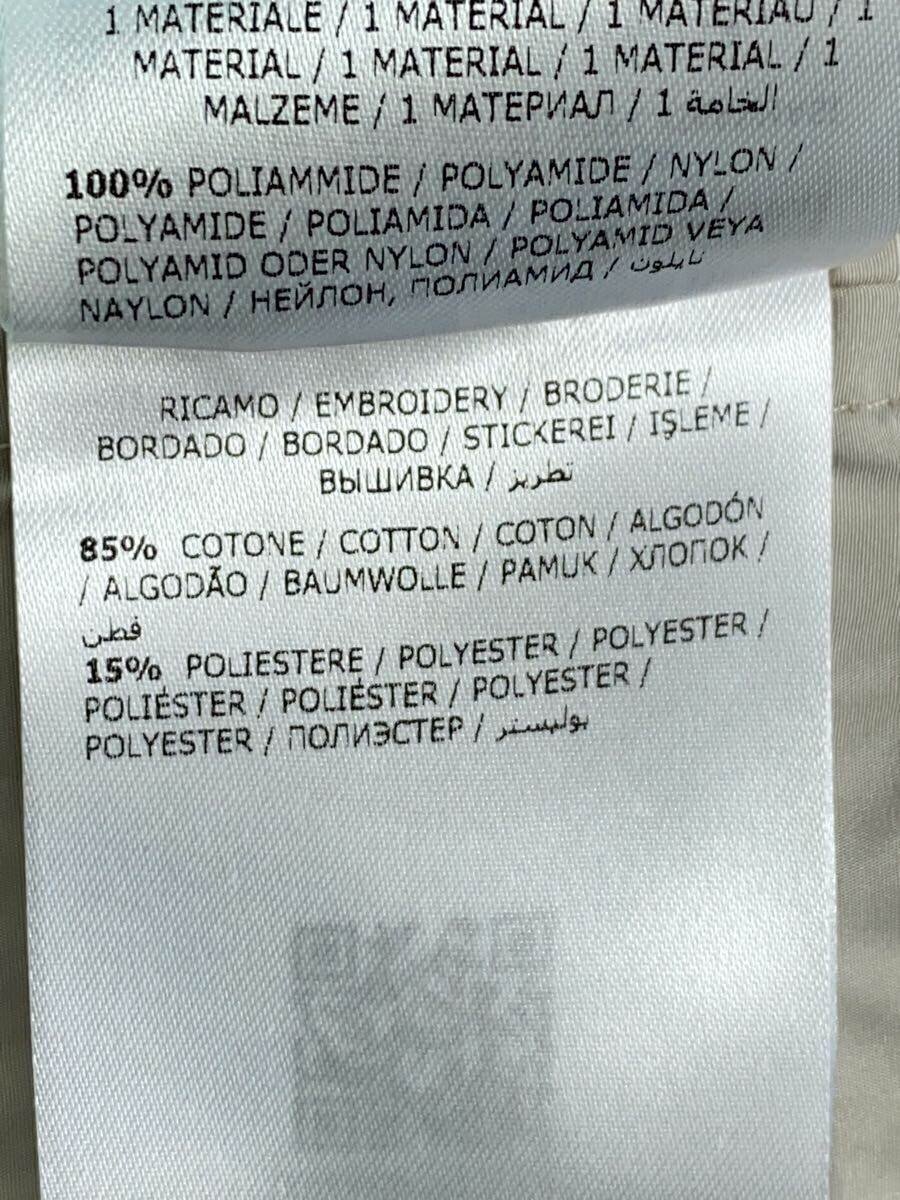 1 MATERIALE / 1 MATERIAL / 1 MATERIAU / 1
MATERIAL / 1 MATERIAL / 1 MATERIAL / 1
MALZEME / 1 МАТЕРИАЛ / 1 الخامة
100% POLIAMMIDE / POLYAMIDE / NYLON /
POLYAMIDE / POLIAMIDA / POLIAMIDA /
POLYAMID ODER NYLON / POLYAMID VEYA
NAYLON / НЕЙЛОН, ПОЛИАМИД / نايلون
RICAMO / EMBROIDERY / BRODERIE /
BORDADO / BORDADO / STICKEREI / IŞLEME /
ВЫШИВКА / تطريز
85% COTONE / COTTON / COTON / ALGODÓN
/ ALGODÃO / BAUMWOLLE / PAMUK / ХЛОПОК /
قطن
15% POLIESTERE / POLYESTER / POLYESTER /
POLIÉSTER / POLIÉSTER / POLYESTER /
POLYESTER / ПОЛИЭСТЕР / بوليستر